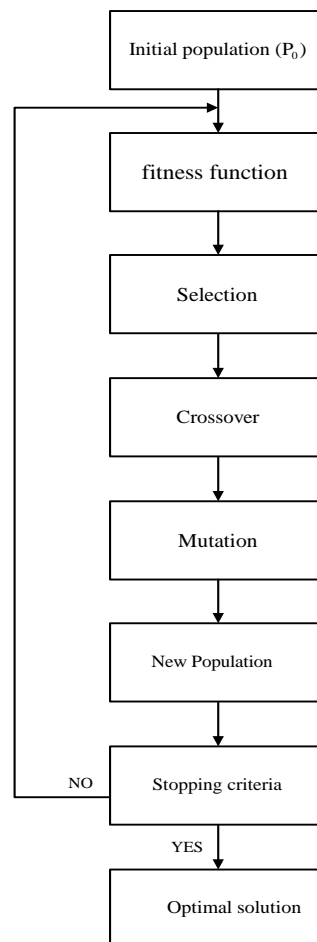 Initial population (P₀)
fitness function
Selection
Crossover
Mutation
New Population
Stopping criteria
NO
YES
Optimal solution